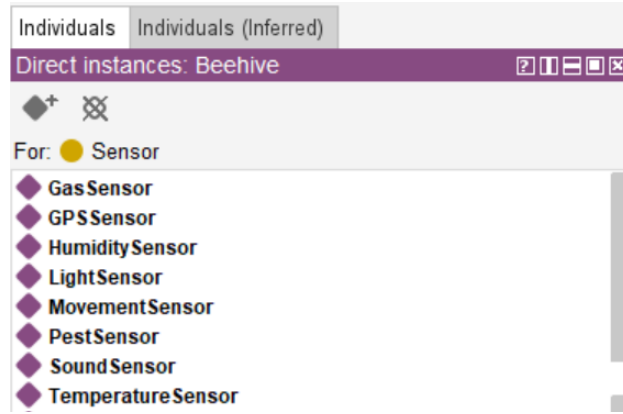 Individuals Individuals (Inferred)
Direct instances: Beehive
For: Sensor
GasSensor
GPSSensor
HumiditySensor
LightSensor
MovementSensor
PestSensor
SoundSensor
TemperatureSensor